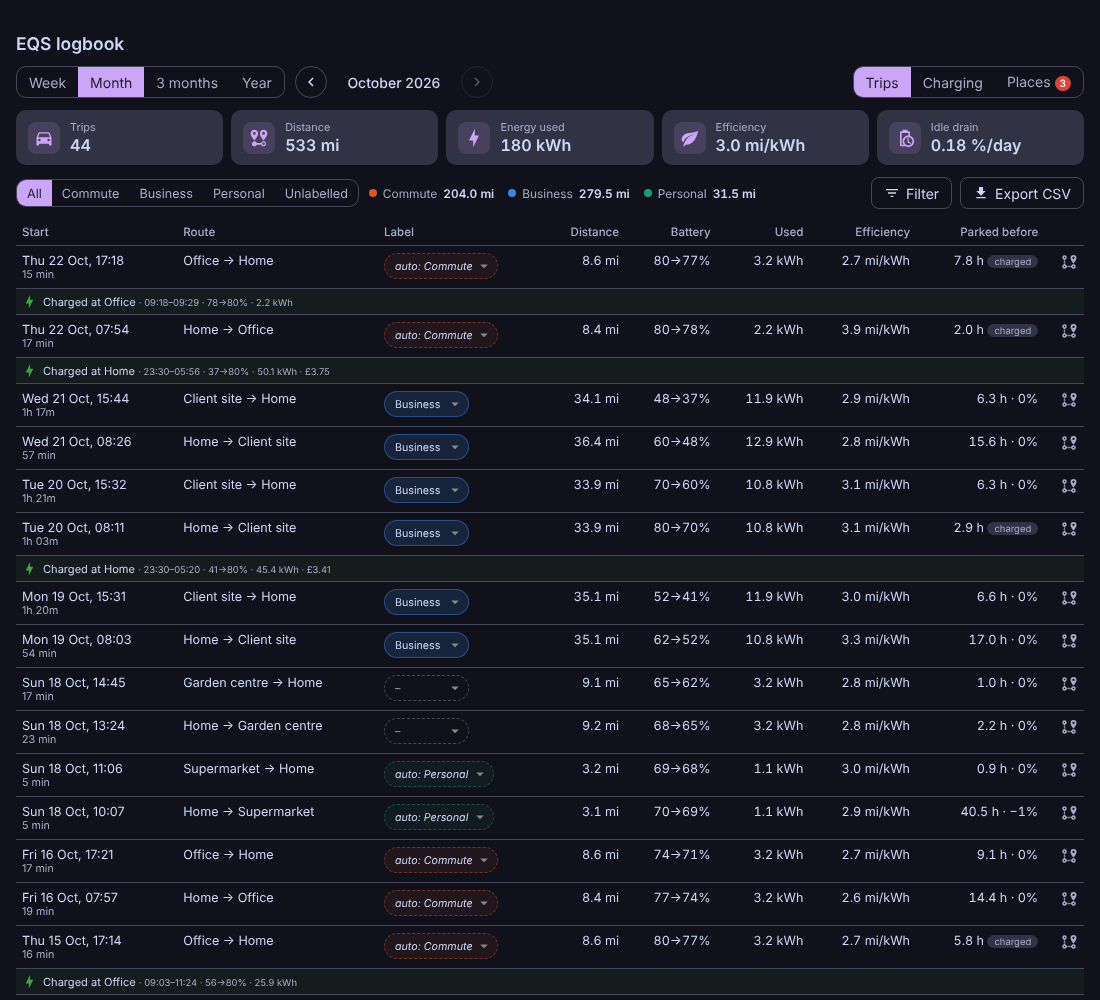 EQS logbook
Week Month 3 months Year October 2026 Trips Charging Places 3
Trips 44 Distance 533 mi Energy used 180 kWh Efficiency 3.0 mi/kWh Idle drain 0.18 %/day
All Commute Business Personal Unlabelled Commute 204.0 mi Business 279.5 mi Personal 31.5 mi Filter Export CSV
Start Route Label Distance Battery Used Efficiency Parked before
Thu 22 Oct, 17:18 Office → Home auto: Commute 8.6 mi 80→77% 3.2 kWh 2.7 mi/kWh 7.8 h charged
15 min
Charged at Office · 09:18–09:29 · 78→80% · 2.2 kWh
Thu 22 Oct, 07:54 Home → Office auto: Commute 8.4 mi 80→78% 2.2 kWh 3.9 mi/kWh 2.0 h charged
17 min
Charged at Home · 23:30–05:56 · 37→80% · 50.1 kWh · £3.75
Wed 21 Oct, 15:44 Client site → Home Business 34.1 mi 48→37% 11.9 kWh 2.9 mi/kWh 6.3 h · 0%
1h 17m
Wed 21 Oct, 08:26 Home → Client site Business 36.4 mi 60→48% 12.9 kWh 2.8 mi/kWh 15.6 h · 0%
57 min
Tue 20 Oct, 15:32 Client site → Home Business 33.9 mi 70→60% 10.8 kWh 3.1 mi/kWh 6.3 h · 0%
1h 21m
Tue 20 Oct, 08:11 Home → Client site Business 33.9 mi 80→70% 10.8 kWh 3.1 mi/kWh 2.9 h charged
1h 03m
Charged at Home · 23:30–05:20 · 41→80% · 45.4 kWh · £3.41
Mon 19 Oct, 15:31 Client site → Home Business 35.1 mi 52→41% 11.9 kWh 3.0 mi/kWh 6.6 h · 0%
1h 20m
Mon 19 Oct, 08:03 Home → Client site Business 35.1 mi 62→52% 10.8 kWh 3.3 mi/kWh 17.0 h · 0%
54 min
Sun 18 Oct, 14:45 Garden centre → Home – 9.1 mi 65→62% 3.2 kWh 2.8 mi/kWh 1.0 h · 0%
17 min
Sun 18 Oct, 13:24 Home → Garden centre – 9.2 mi 68→65% 3.2 kWh 2.8 mi/kWh 2.2 h · 0%
23 min
Sun 18 Oct, 11:06 Supermarket → Home auto: Personal 3.2 mi 69→68% 1.1 kWh 3.0 mi/kWh 0.9 h · 0%
5 min
Sun 18 Oct, 10:07 Home → Supermarket auto: Personal 3.1 mi 70→69% 1.1 kWh 2.9 mi/kWh 40.5 h · −1%
5 min
Fri 16 Oct, 17:21 Office → Home auto: Commute 8.6 mi 74→71% 3.2 kWh 2.7 mi/kWh 9.1 h · 0%
17 min
Fri 16 Oct, 07:57 Home → Office auto: Commute 8.4 mi 77→74% 3.2 kWh 2.6 mi/kWh 14.4 h · 0%
19 min
Thu 15 Oct, 17:14 Office → Home auto: Commute 8.6 mi 80→77% 3.2 kWh 2.7 mi/kWh 5.8 h charged
16 min
Charged at Office · 09:03–11:24 · 56→80% · 25.9 kWh